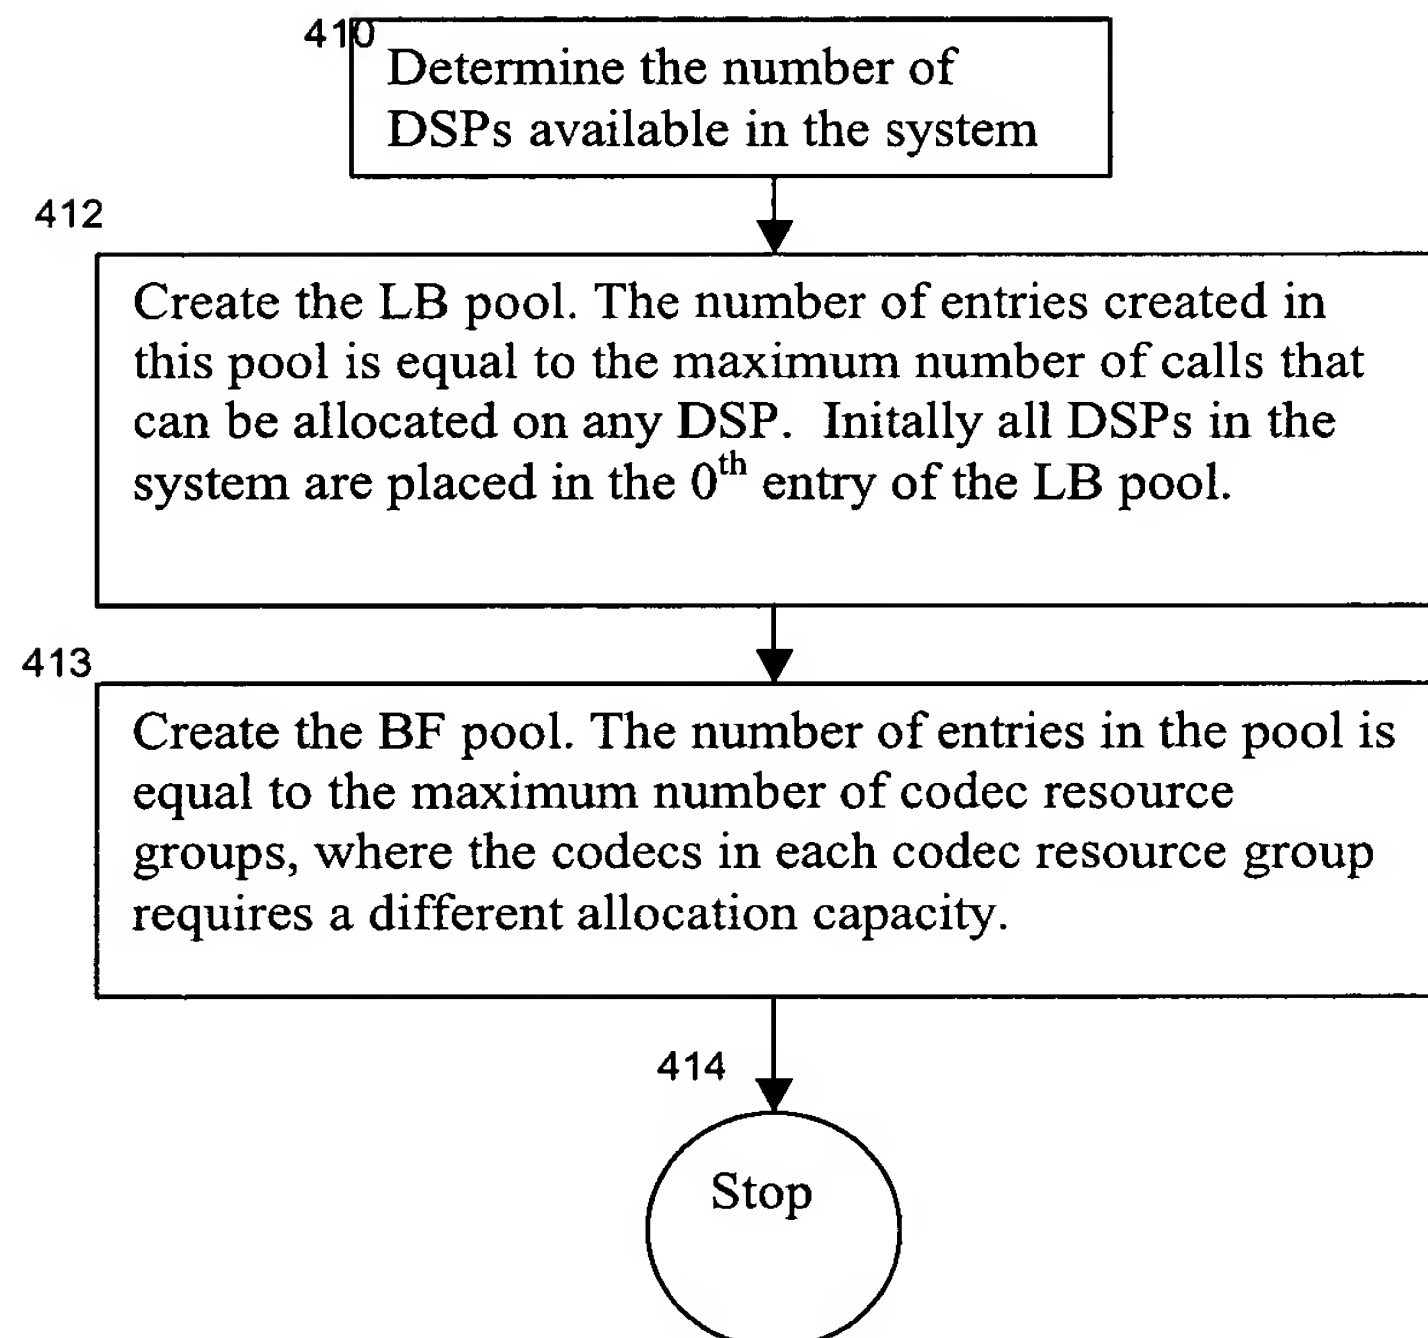 410
Determine the number of
DSPs available in the system
412
Create the LB pool. The number of entries created in
this pool is equal to the maximum number of calls that
can be allocated on any DSP.  Initally all DSPs in the
system are placed in the 0th entry of the LB pool.
413
Create the BF pool. The number of entries in the pool is
equal to the maximum number of codec resource
groups, where the codecs in each codec resource group
requires a different allocation capacity.
414
Stop